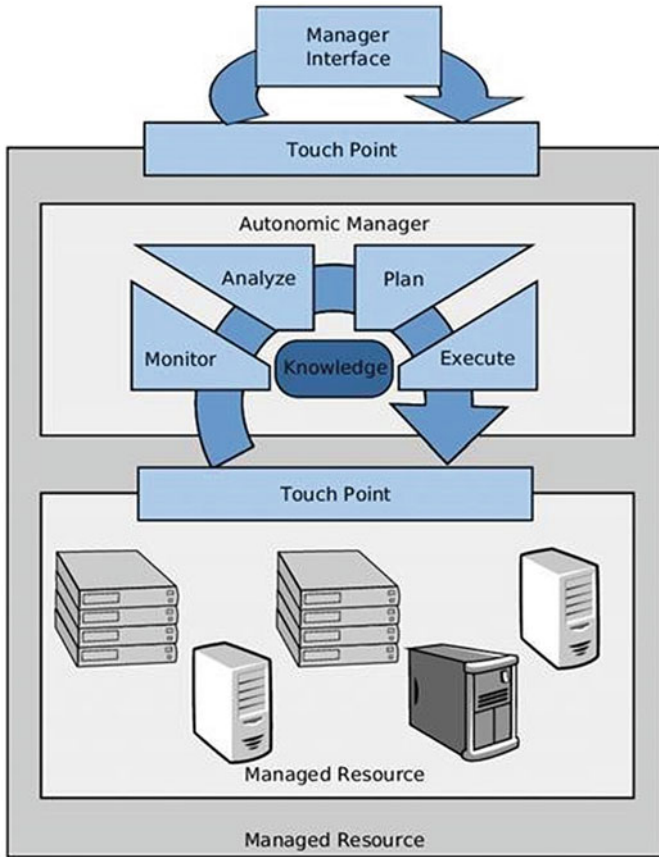 Manager
Interface
Touch Point
Autonomic Manager
Analyze
Plan
Monitor
Knowledge
Execute
Touch Point
Managed Resource
Managed Resource